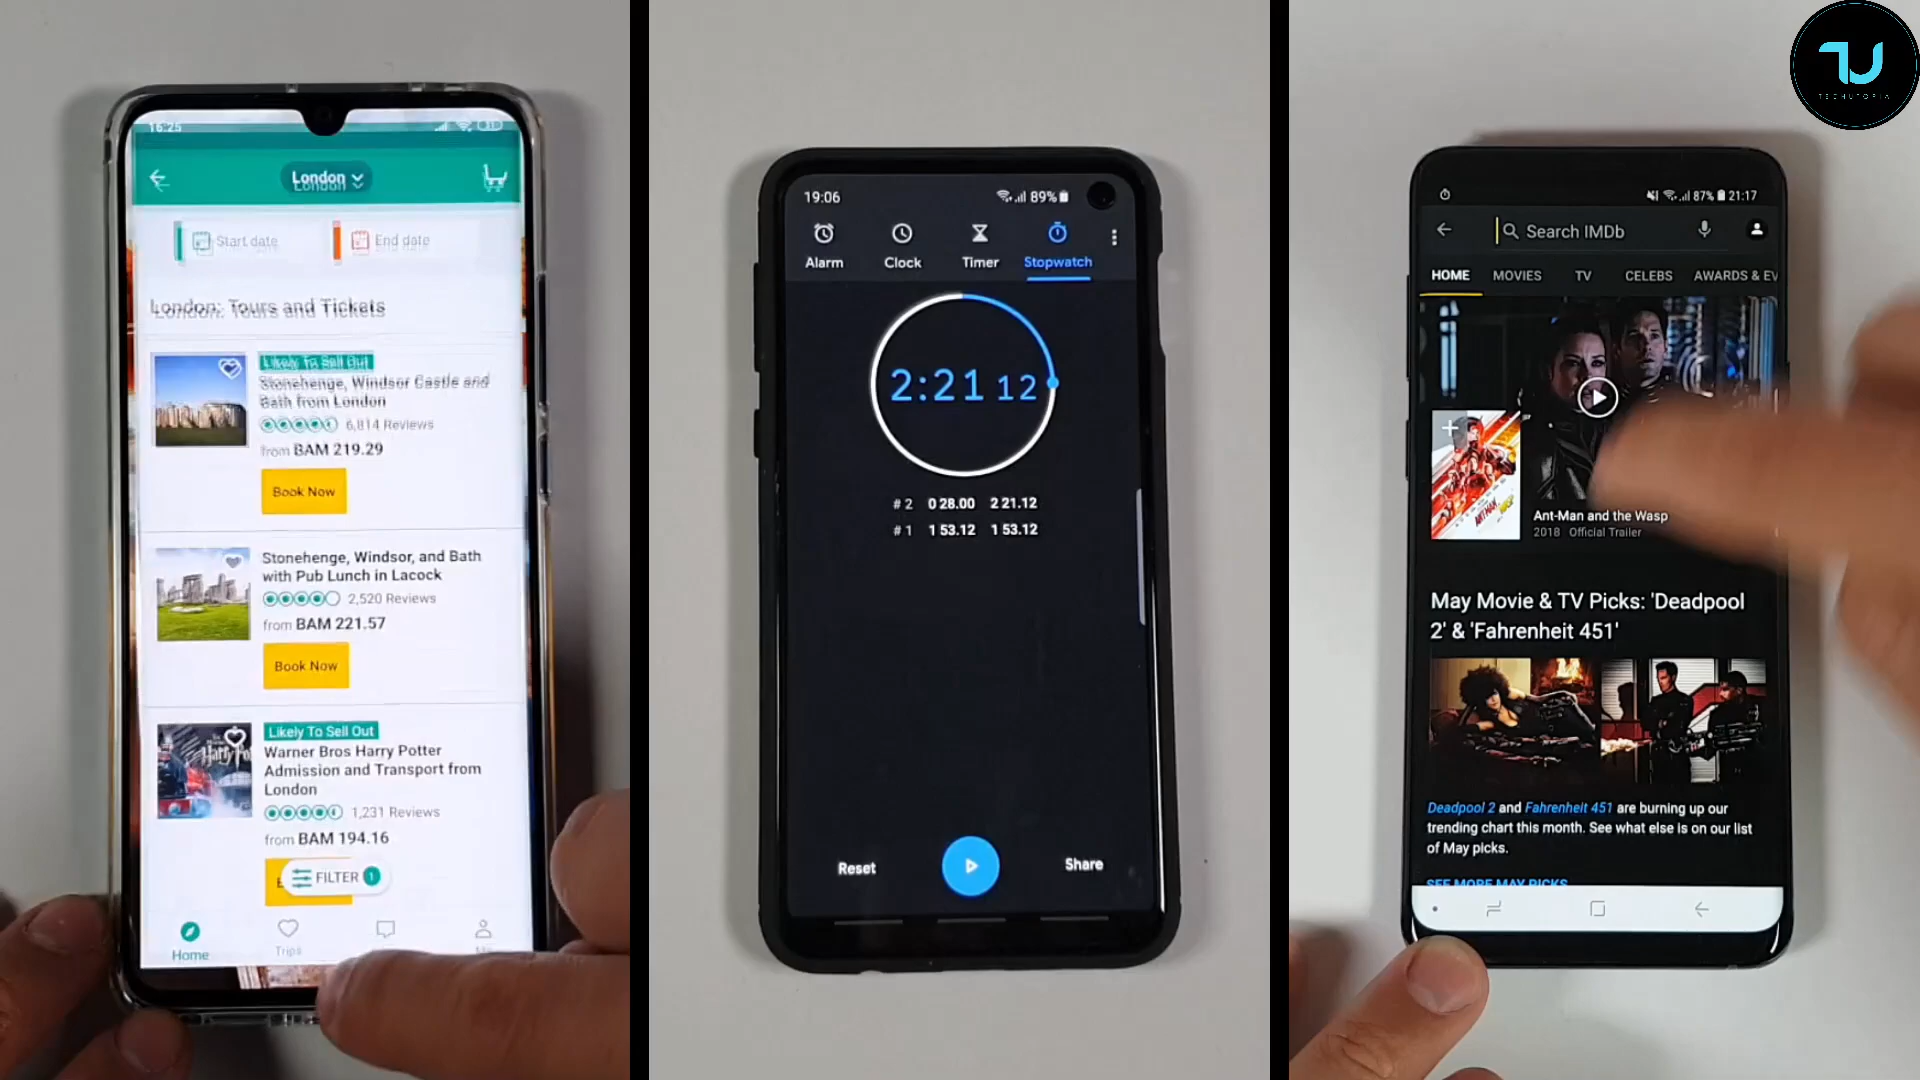 16:25
London
Start date
End date
London: Tours and Tickets
Likely To Sell Out
Stonehenge, Windsor Castle and
Bath from London
6,814 Reviews
from BAM 219.29
Book Now
Stonehenge, Windsor, and Bath
with Pub Lunch in Lacock
2,520 Reviews
from BAM 221.57
Book Now
Likely To Sell Out
Warner Bros Harry Potter
Admission and Transport from
London
1,231 Reviews
from BAM 194.16
FILTER 1
Home
Trips
19:06
89%
Alarm
Clock
Timer
Stopwatch
2:21 12
# 2 0 28.00 2 21.12
# 1 1 53.12 1 53.12
Reset
Share
87% 21:17
Search IMDb
HOME
MOVIES
TV
CELEBS
AWARDS & EV
ANT-MAN
Ant-Man and the Wasp
2018 Official Trailer
May Movie & TV Picks: 'Deadpool
2' & 'Fahrenheit 451'
Deadpool 2 and Fahrenheit 451 are burning up our
trending chart this month. See what else is on our list
of May picks.
SEE MORE MAY PICKS
TU
TECHUTOPIA